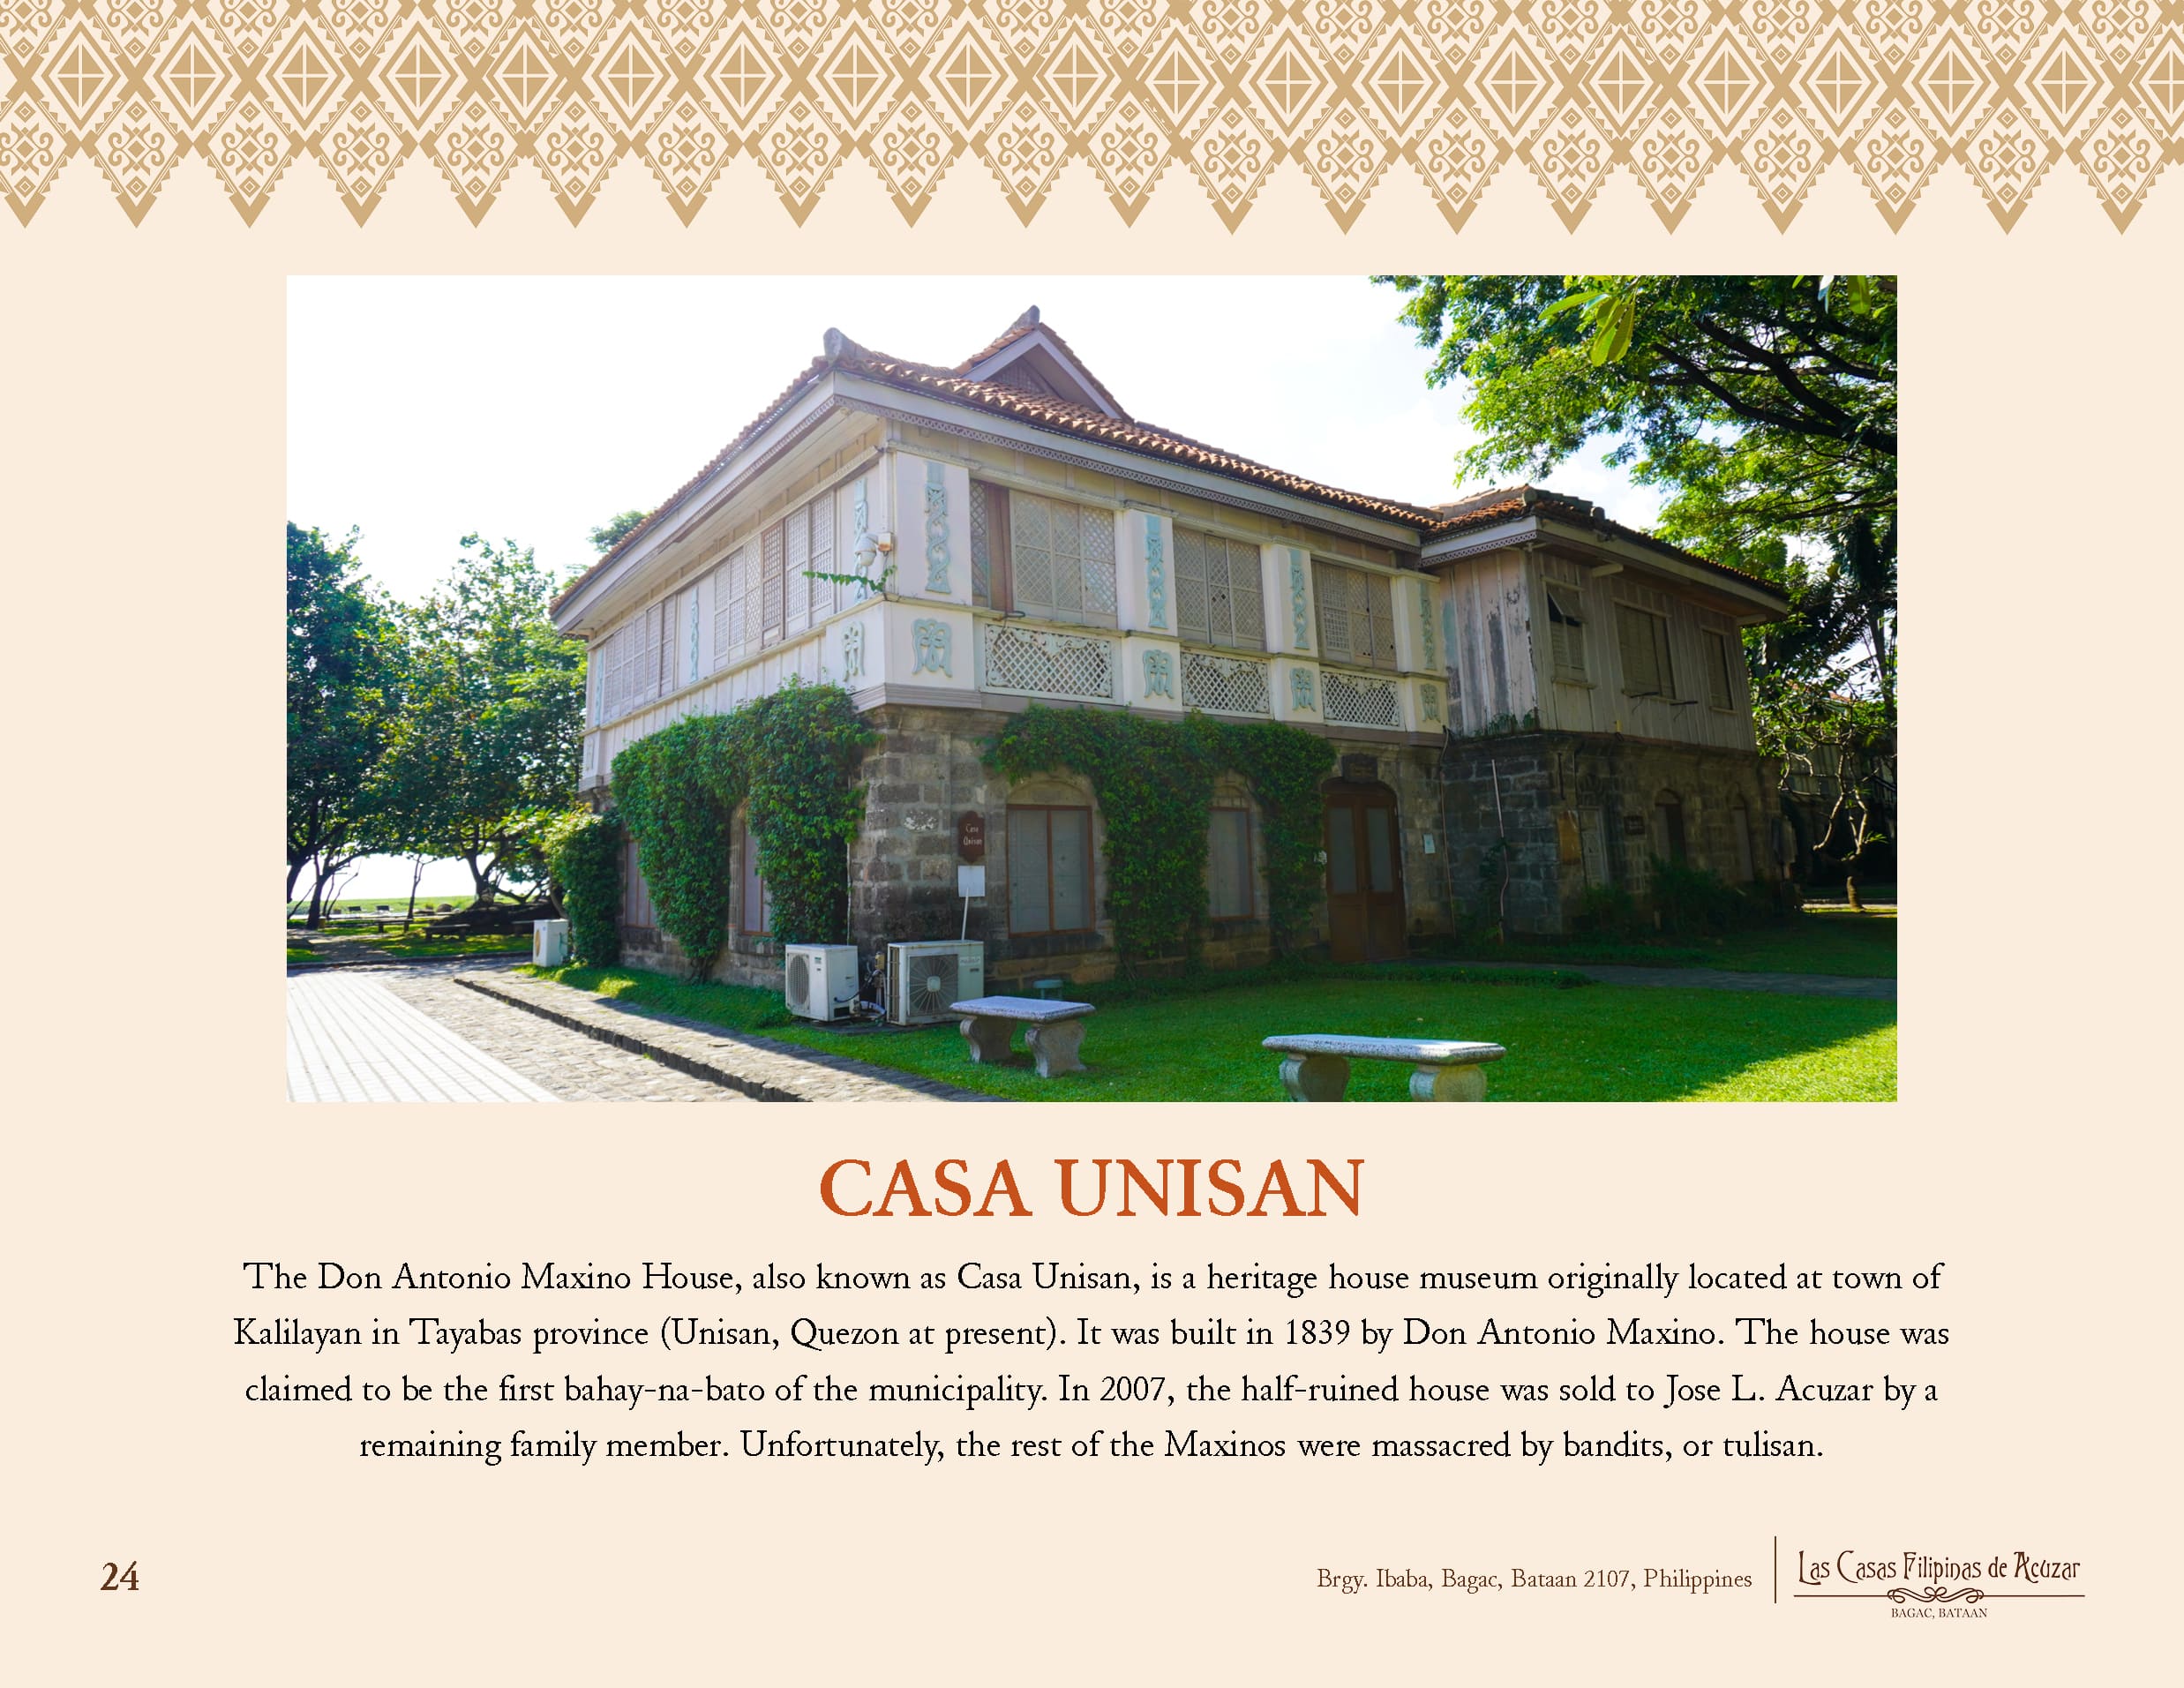 Casa
Unisan
CASA UNISAN
The Don Antonio Maxino House, also known as Casa Unisan, is a heritage house museum originally located at town of
Kalilayan in Tayabas province (Unisan, Quezon at present). It was built in 1839 by Don Antonio Maxino. The house was
claimed to be the first bahay-na-bato of the municipality. In 2007, the half-ruined house was sold to Jose L. Acuzar by a
remaining family member. Unfortunately, the rest of the Maxinos were massacred by bandits, or tulisan.
24
Brgy. Ibaba, Bagac, Bataan 2107, Philippines
Las Casas Filipinas de Acuzar
BAGAC, BATAAN